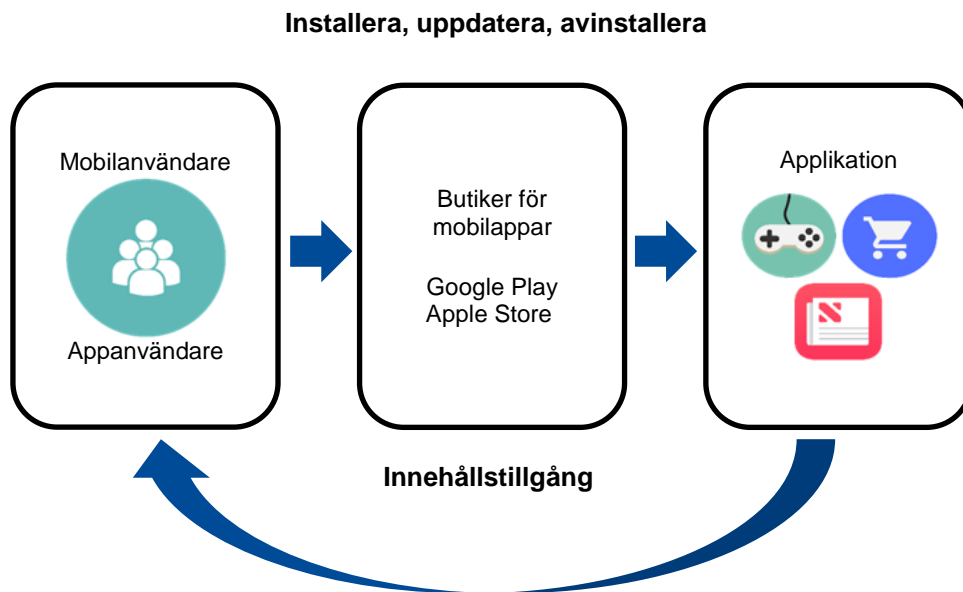 Installera, uppdatera, avinstallera
Mobilanvändare
Appanvändare
Butiker för
mobilappar
Google Play
Apple Store
Applikation
Innehållstillgång